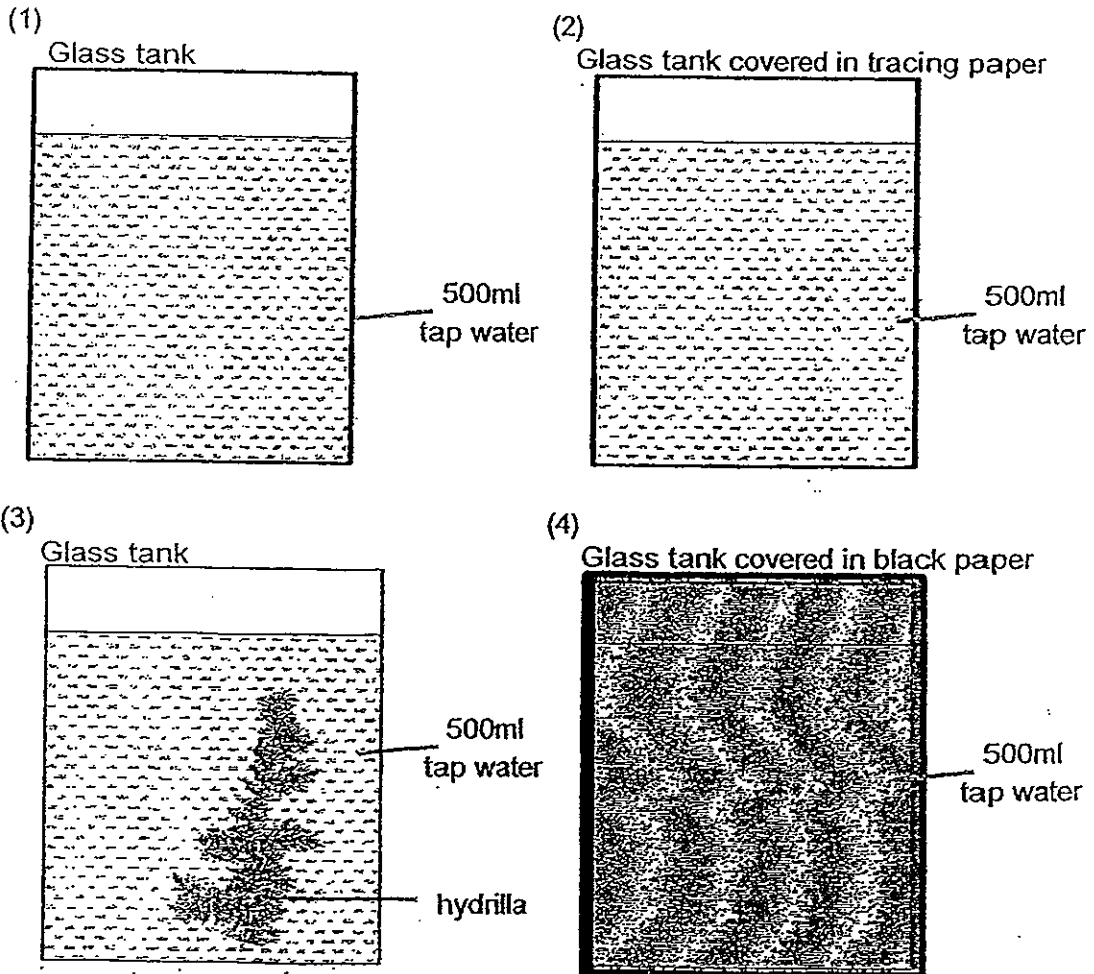 (1)
Glass tank
500ml
tap water
(2)
Glass tank covered in tracing paper
500ml
tap water
(3)
Glass tank
500ml
tap water
hydrilla
(4)
Glass tank covered in black paper
500ml
tap water